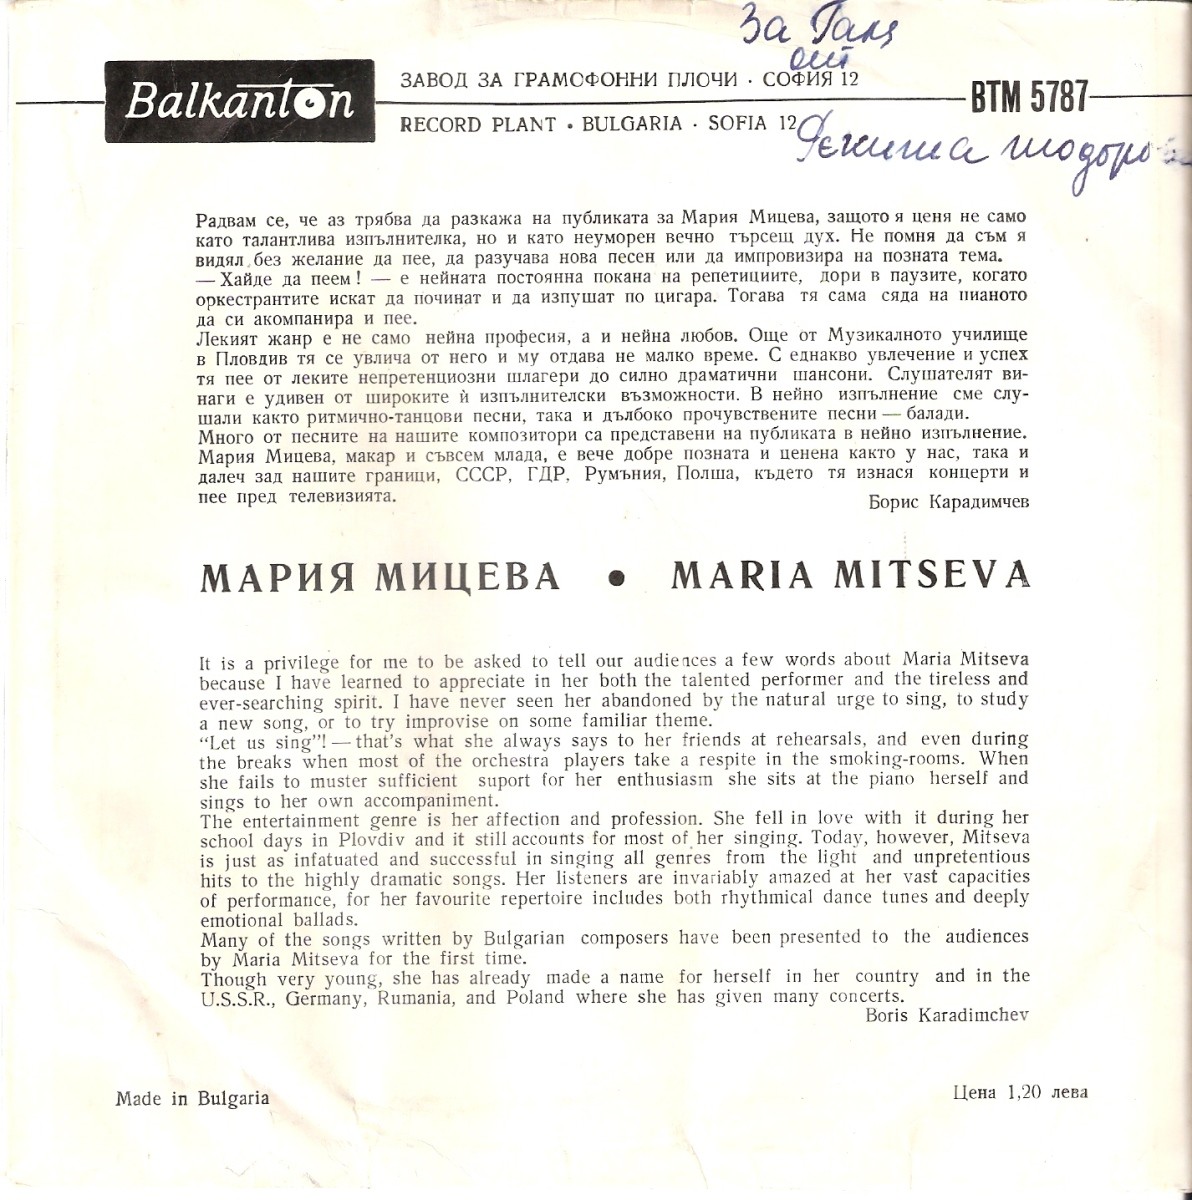 За Галя
от
Balkanton
ЗАВОД ЗА ГРАМОФОННИ ПЛОЧИ · СОФИЯ 12
ВТМ 5787
RECORD PLANT • BULGARIA · SOFIA 12
Радвам се, че аз трябва да разкажа на публиката за Мария Мицева, защото я ценя не само
като талантлива изпълнителка, но и като неуморен вечно търсещ дух. Не помня да съм я
видял без желание да пее, да разучава нова песен или да импровизира на позната тема.
— Хайде да пеем! — е нейната постоянна покана на репетициите, дори в паузите, когато
оркестрантите искат да починат и да изпушат по цигара. Тогава тя сама сяда на пианото
да си акомпанира и пее.
Лекият жанр е не само нейна професия, а и нейна любов. Още от Музикалното училище
в Пловдив тя се увлича от него и му отдава не малко време. С еднакво увлечение и успех
тя пее от леките непретенциозни шлагери до силно драматични шансони. Слушателят ви-
наги е удивен от широките ѝ изпълнителски възможности. В нейно изпълнение сме слу-
шали както ритмично-танцови песни, така и дълбоко прочувствените песни — балади.
Много от песните на нашите композитори са представени на публиката в нейно изпълнение.
Мария Мицева, макар и съвсем млада, е вече добре позната и ценена както у нас, така и
далеч зад нашите граници, СССР, ГДР, Румъния, Полша, където тя изнася концерти и
пее пред телевизията.
Борис Карадимчев
МАРИЯ МИЦЕВА • MARIA MITSEVA
It is a privilege for me to be asked to tell our audiences a few words about Maria Mitseva
because I have learned to appreciate in her both the talented performer and the tireless and
ever-searching spirit. I have never seen her abandoned by the natural urge to sing, to study
a new song, or to try improvise on some familiar theme.
“Let us sing”! — that’s what she always says to her friends at rehearsals, and even during
the breaks when most of the orchestra players take a respite in the smoking-rooms. When
she fails to muster sufficient suport for her enthusiasm she sits at the piano herself and
sings to her own accompaniment.
The entertainment genre is her affection and profession. She fell in love with it during her
school days in Plovdiv and it still accounts for most of her singing. Today, however, Mitseva
is just as infatuated and successful in singing all genres from the light and unpretentious
hits to the highly dramatic songs. Her listeners are invariably amazed at her vast capacities
of performance, for her favourite repertoire includes both rhythmical dance tunes and deeply
emotional ballads.
Many of the songs written by Bulgarian composers have been presented to the audiences
by Maria Mitseva for the first time.
Though very young, she has already made a name for herself in her country and in the
U.S.S.R., Germany, Rumania, and Poland where she has given many concerts.
Boris Karadimchev
Made in Bulgaria
Цена 1,20 лева